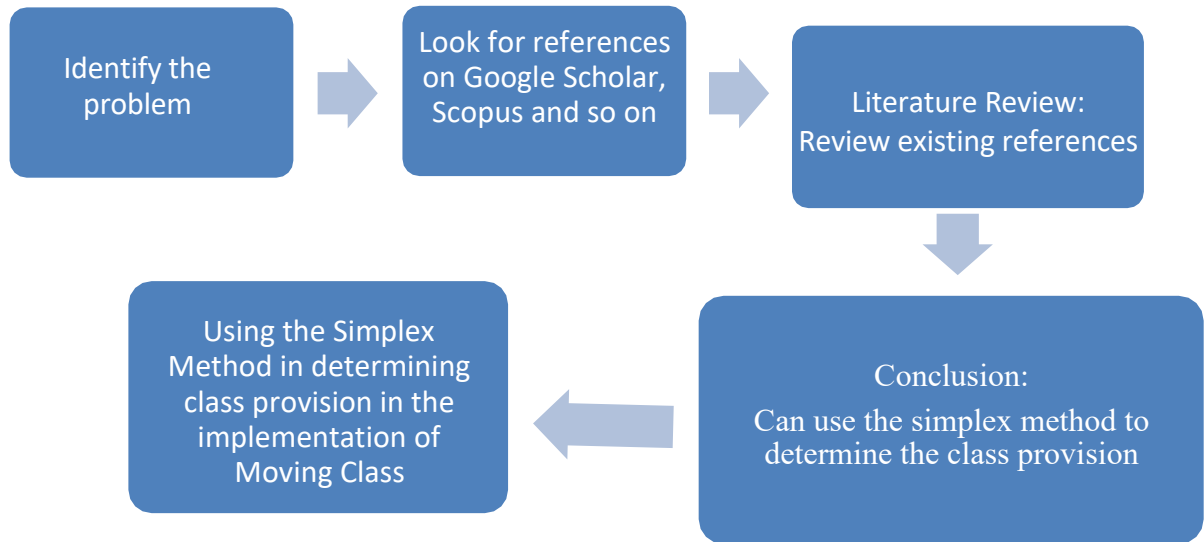 Identify the
problem
Look for references
on Google Scholar,
Scopus and so on
Literature Review:
Review existing references
Conclusion:
Can use the simplex method to
determine the class provision
Using the Simplex
Method in determining
class provision in the
implementation of
Moving Class